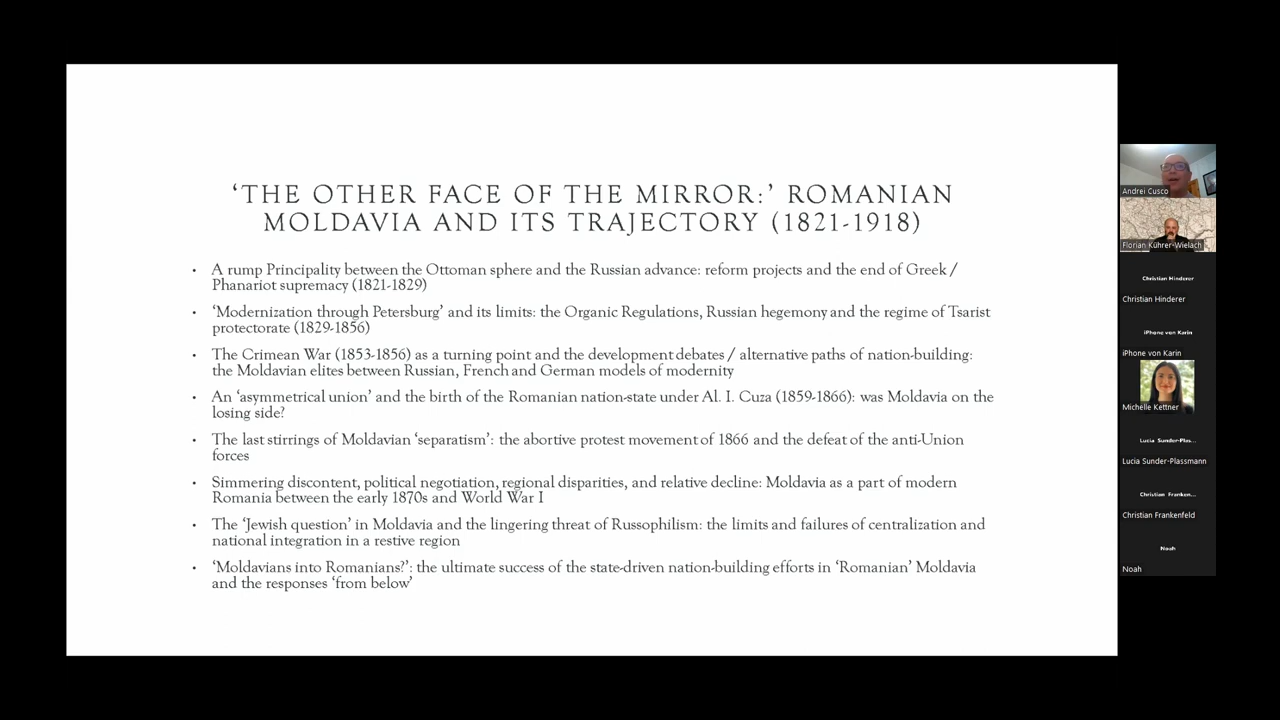 ‘THE OTHER FACE OF THE MIRROR:’ ROMANIAN
MOLDAVIA AND ITS TRAJECTORY (1821-1918)
• A rump Principality between the Ottoman sphere and the Russian advance: reform projects and the end of Greek /
Phanariot supremacy (1821-1829)
• ‘Modernization through Petersburg’ and its limits: the Organic Regulations, Russian hegemony and the regime of Tsarist
protectorate (1829-1856)
• The Crimean War (1853-1856) as a turning point and the development debates / alternative paths of nation-building:
the Moldavian elites between Russian, French and German models of modernity
• An ‘asymmetrical union’ and the birth of the Romanian nation-state under Al. I. Cuza (1859-1866): was Moldavia on the
losing side?
• The last stirrings of Moldavian ‘separatism’: the abortive protest movement of 1866 and the defeat of the anti-Union
forces
• Simmering discontent, political negotiation, regional disparities, and relative decline: Moldavia as a part of modern
Romania between the early 1870s and World War I
• The ‘Jewish question’ in Moldavia and the lingering threat of Russophilism: the limits and failures of centralization and
national integration in a restive region
• ‘Moldavians into Romanians?’: the ultimate success of the state-driven nation-building efforts in ‘Romanian’ Moldavia
and the responses ‘from below’
Andrei Cusco
Florian Kührer-Wielach
Christian Hinderer
Christian Hinderer
iPhone von Karin
iPhone von Karin
Michelle Kettner
Lucia Sunder-Plas...
Lucia Sunder-Plassmann
Christian Franken...
Christian Frankenfeld
Noah
Noah